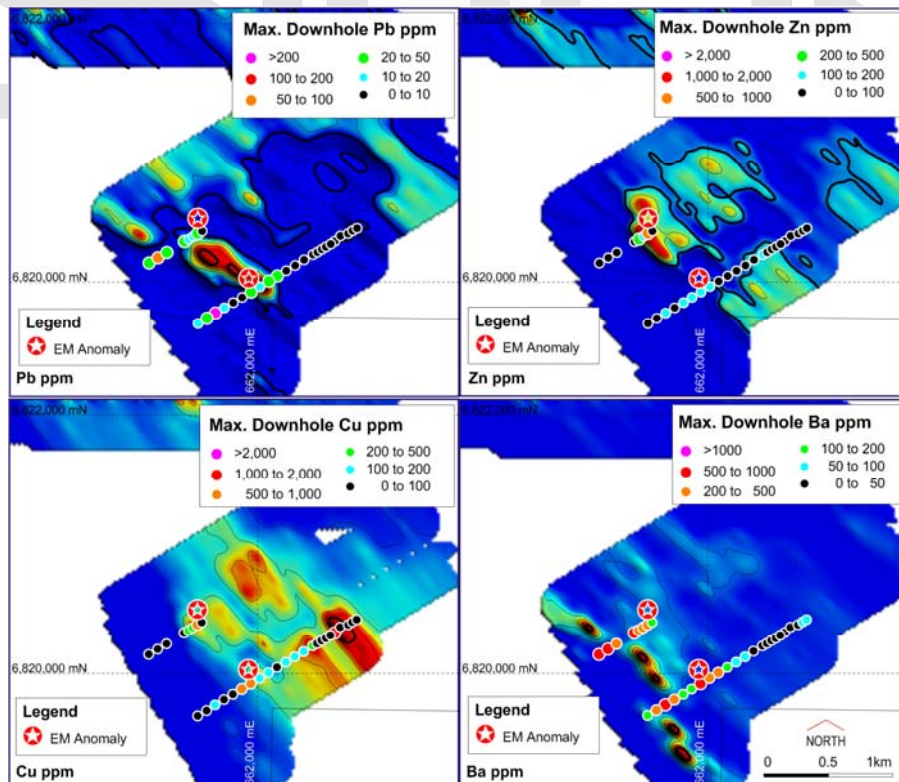 6,822,000 mN
Max. Downhole Pb ppm
>200
100 to 200
50 to 100
20 to 50
10 to 20
0 to 10
6,820,000 mN
662,000 mE
Legend
EM Anomaly
Pb ppm
6,822,000 mN
Max. Downhole Zn ppm
> 2,000
1,000 to 2,000
500 to 1000
200 to 500
100 to 200
0 to 100
6,820,000 mN
662,000 mE
Legend
EM Anomaly
Zn ppm
6,822,000 mN
Max. Downhole Cu ppm
>2,000
1,000 to 2,000
500 to 1,000
200 to 500
100 to 200
0 to 100
6,820,000 mN
662,000 mE
Legend
EM Anomaly
Cu ppm
6,822,000 mN
Max. Downhole Ba ppm
>1000
500 to 1000
200 to 500
100 to 200
50 to 100
0 to 50
6,820,000 mN
662,000 mE
Legend
EM Anomaly
Ba ppm
NORTH
0 0.5 1km